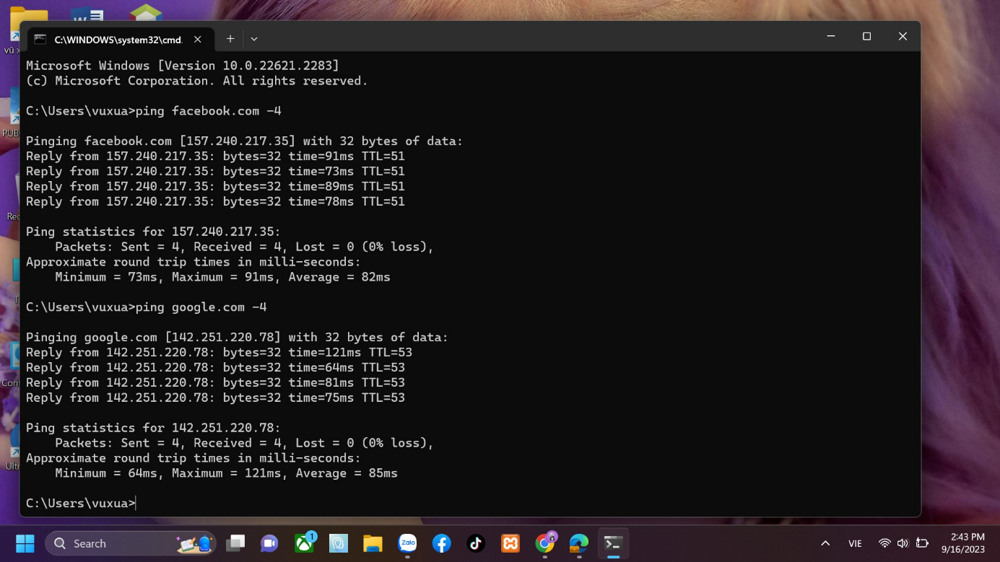 vũ x
C:\WINDOWS\system32\cmd.
Microsoft Windows [Version 10.0.22621.2283]
(c) Microsoft Corporation. All rights reserved.
C:\Users\vuxua>ping facebook.com -4
PUB
Pinging facebook.com [157.240.217.35] with 32 bytes of data:
Reply from 157.240.217.35: bytes=32 time=91ms TTL=51
Reply from 157.240.217.35: bytes=32 time=73ms TTL=51
Reply from 157.240.217.35: bytes=32 time=89ms TTL=51
Reply from 157.240.217.35: bytes=32 time=78ms TTL=51
Rec
Ping statistics for 157.240.217.35:
Packets: Sent = 4, Received = 4, Lost = 0 (0% loss),
Approximate round trip times in milli-seconds:
Minimum = 73ms, Maximum = 91ms, Average = 82ms
C:\Users\vuxua>ping google.com -4
Pinging google.com [142.251.220.78] with 32 bytes of data:
Reply from 142.251.220.78: bytes=32 time=121ms TTL=53
Reply from 142.251.220.78: bytes=32 time=64ms TTL=53
Reply from 142.251.220.78: bytes=32 time=81ms TTL=53
Reply from 142.251.220.78: bytes=32 time=75ms TTL=53
Con
Ping statistics for 142.251.220.78:
Packets: Sent = 4, Received = 4, Lost = 0 (0% loss),
Approximate round trip times in milli-seconds:
Minimum = 64ms, Maximum = 121ms, Average = 85ms
Ultr
C:\Users\vuxua>
Search
1
Zalo
VIE
2:43 PM
9/16/2023